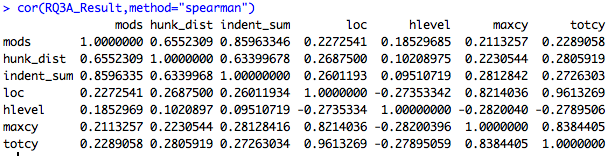 > cor(RQ3A_Result,method="spearman")
mods hunk_dist indent_sum loc hlevel maxcy totcy
mods 1.0000000 0.6552309 0.85963346 0.2272541 0.18529685 0.2113257 0.2289058
hunk_dist 0.6552309 1.0000000 0.63399678 0.2687500 0.10208975 0.2230544 0.2805919
indent_sum 0.8596335 0.6339968 1.00000000 0.2601193 0.09510719 0.2812842 0.2726303
loc 0.2272541 0.2687500 0.26011934 1.0000000 -0.27353342 0.8214036 0.9613269
hlevel 0.1852969 0.1020897 0.09510719 -0.2735334 1.00000000 -0.2820040 -0.2789506
maxcy 0.2113257 0.2230544 0.28128416 0.8214036 -0.28200396 1.0000000 0.8384405
totcy 0.2289058 0.2805919 0.27263034 0.9613269 -0.27895059 0.8384405 1.0000000